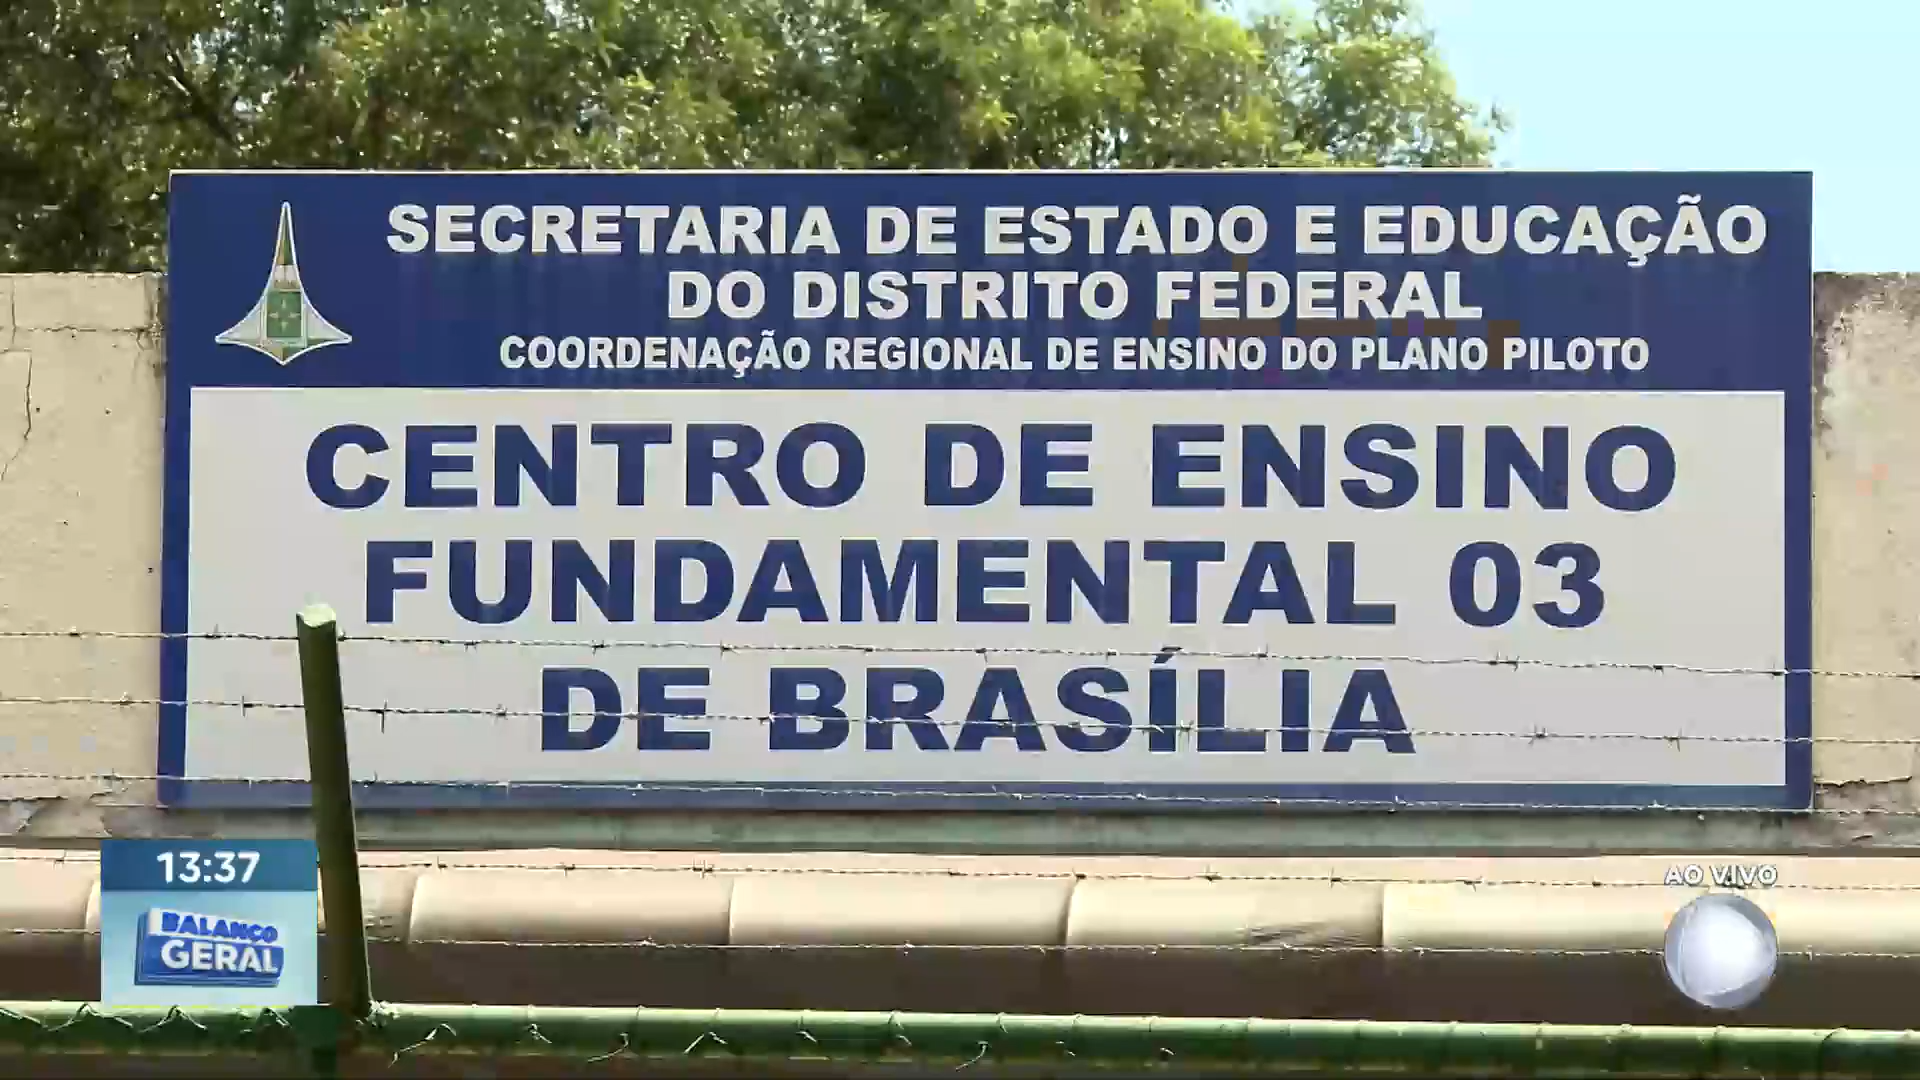 SECRETARIA DE ESTADO E EDUCAÇÃO
DO DISTRITO FEDERAL
COORDENAÇÃO REGIONAL DE ENSINO DO PLANO PILOTO
CENTRO DE ENSINO
FUNDAMENTAL 03
DE BRASÍLIA
13:37
BALANÇO
GERAL
AO VIVO